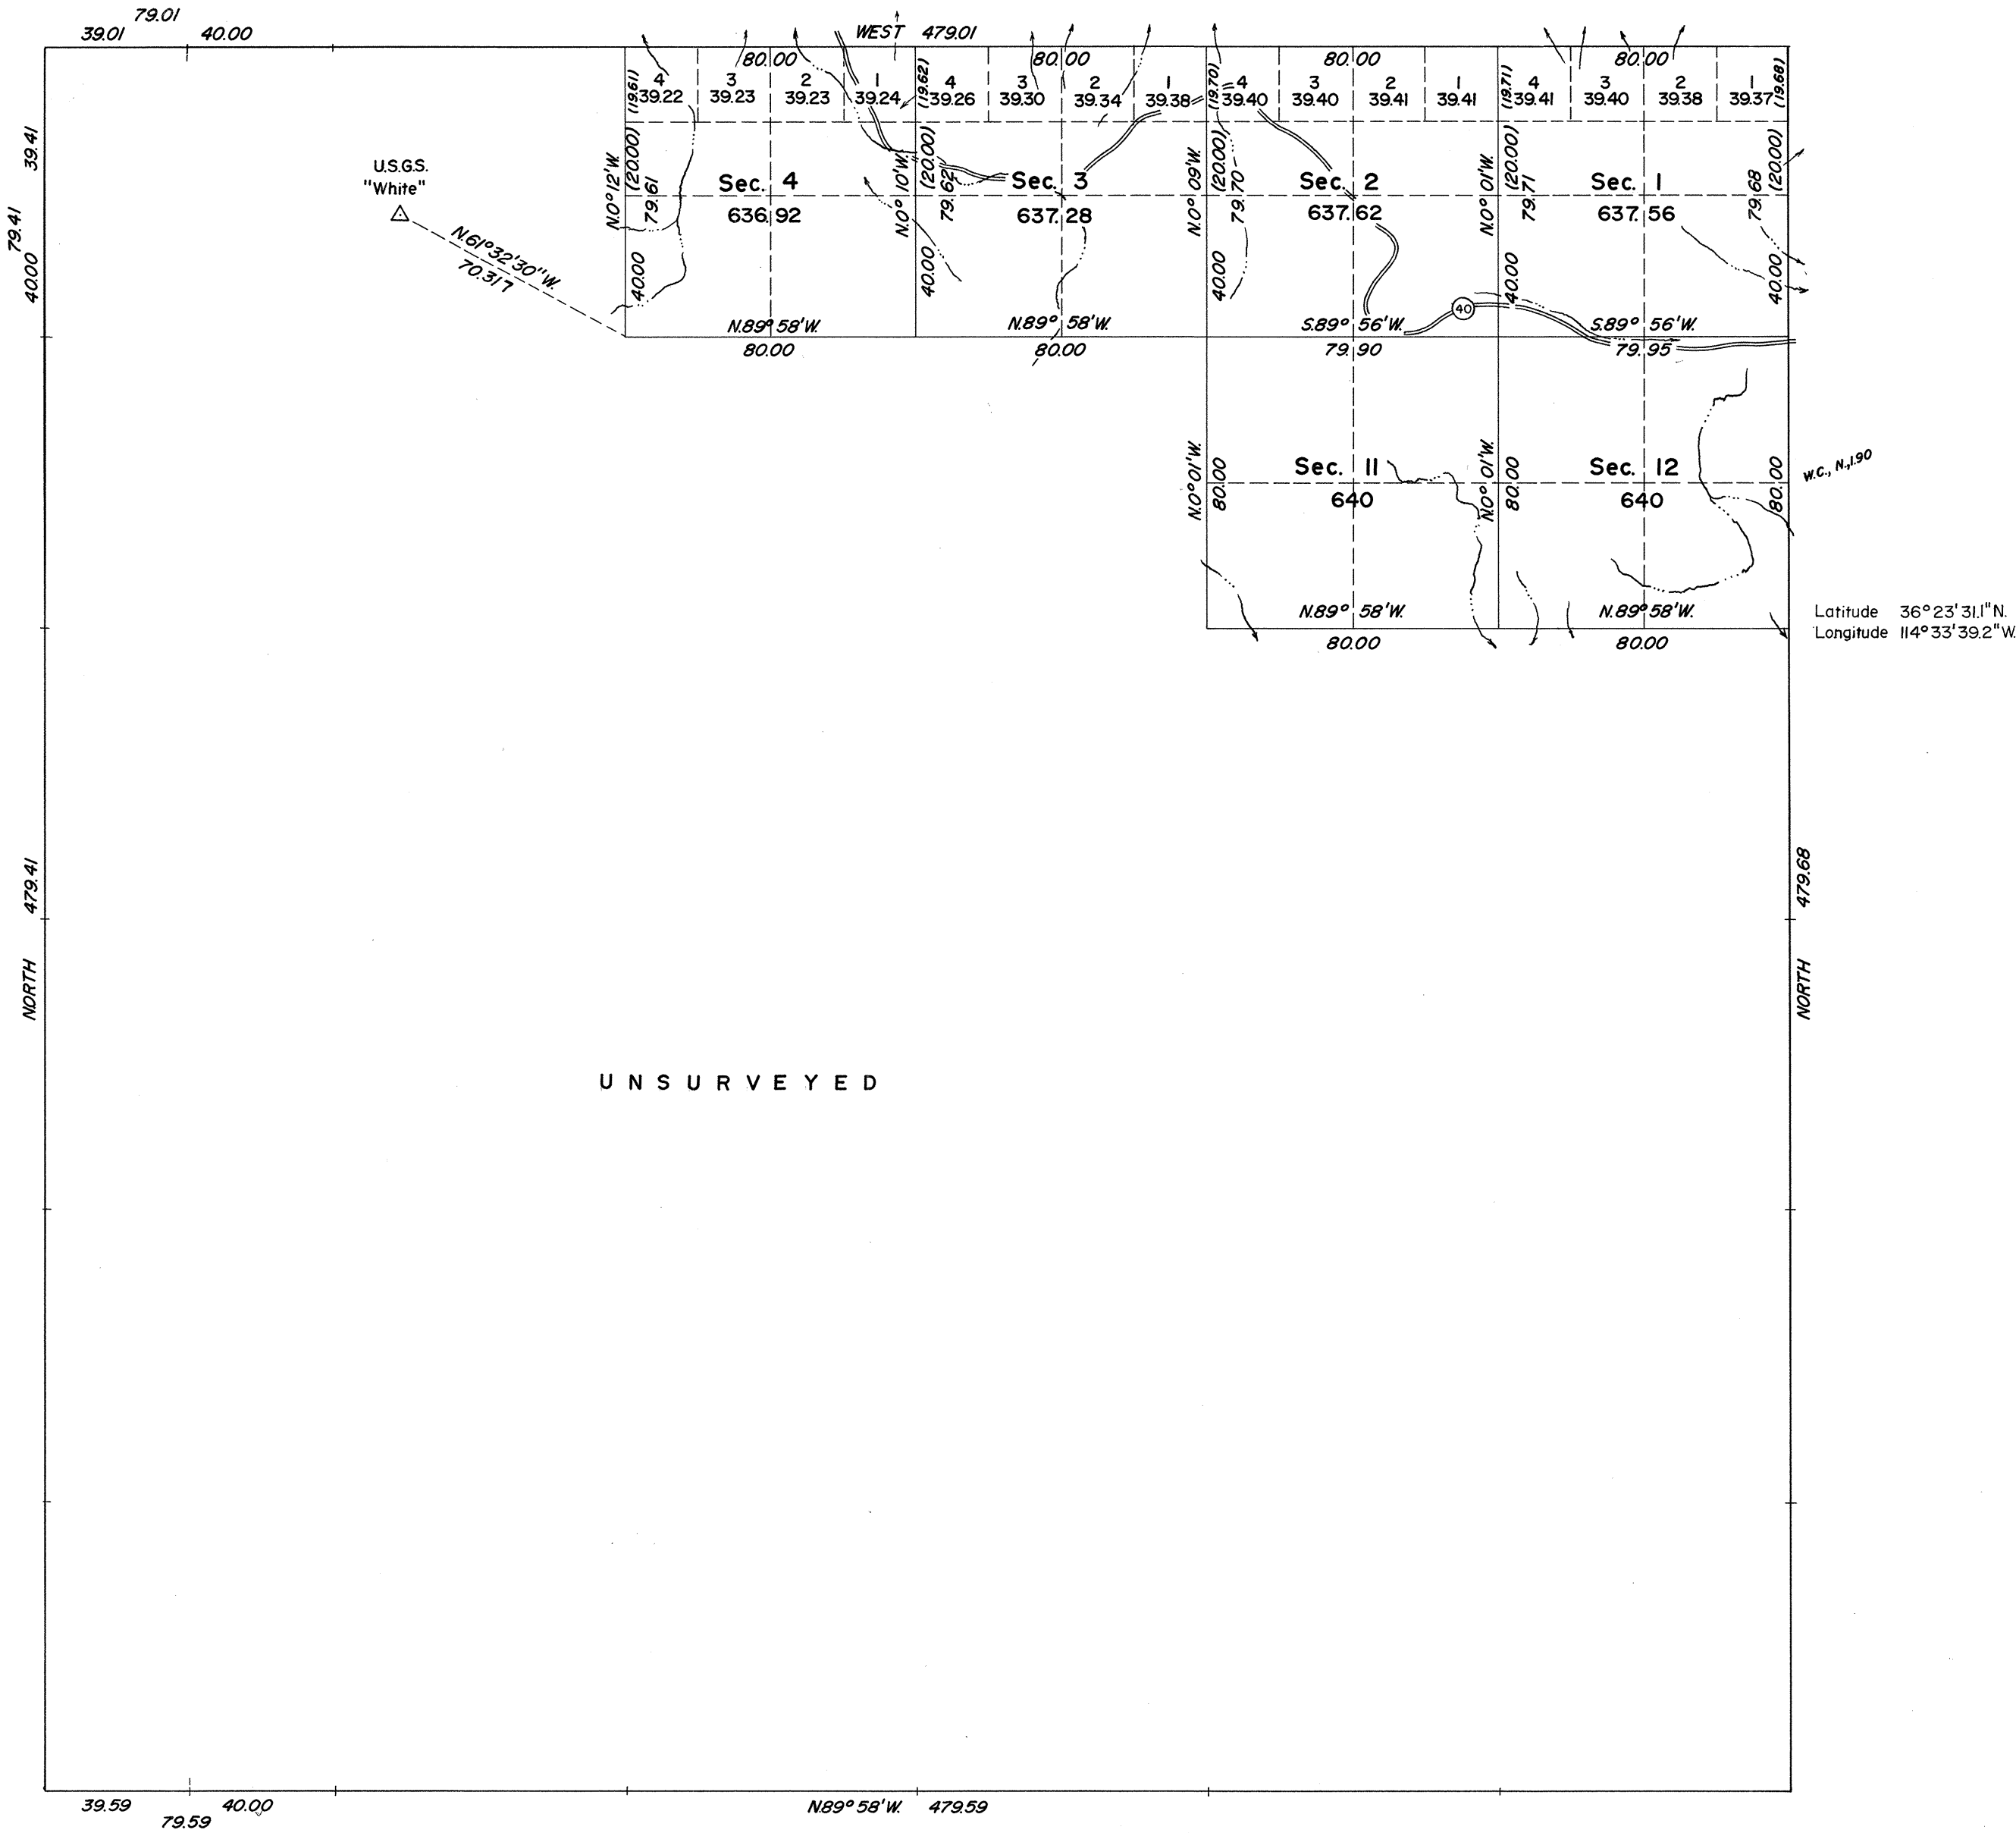 79.01
39.01 40.00 WEST 479.01
80.00 80.00 80.00 80.00
4 3 2 1 4 3 2 1 4 3 2 1 4 3 2 1
(19.61) 39.22 39.23 39.23 39.24 (19.62) 39.26 39.30 39.34 39.38 (19.70) 39.40 39.40 39.41 39.41 (19.71) 39.41 39.40 39.38 39.37 (19.68)
39.41
79.41
40.00
U.S.G.S.
"White"
N.61°32'30"W.
70.317
N.0° 12'W.
(20.00)
79.61
40.00
Sec. 4
636.92
N.0° 10'W.
(20.00)
79.62
40.00
Sec. 3
637.28
N.0° 09'W.
(20.00)
79.70
40.00
Sec. 2
637.62
N.0° 01'W.
(20.00)
79.71
40.00
Sec. 1
637.56
79.68
(20.00)
40.00
40
N.89° 58'W. N.89° 58'W. S.89° 56'W. S.89° 56'W.
80.00 80.00 79.90 79.95
N.0° 01'W.
80.00
Sec. 11
640
N.0° 01'W.
80.00
Sec. 12
640
80.00
W.C., N., 1.90
N.89° 58'W. N.89° 58'W.
80.00 80.00
Latitude 36° 23' 31.1" N.
Longitude 114° 33' 39.2" W.
NORTH 479.41
NORTH 479.68
UNSURVEYED
39.59 40.00 N.89° 58'W. 479.59
79.59